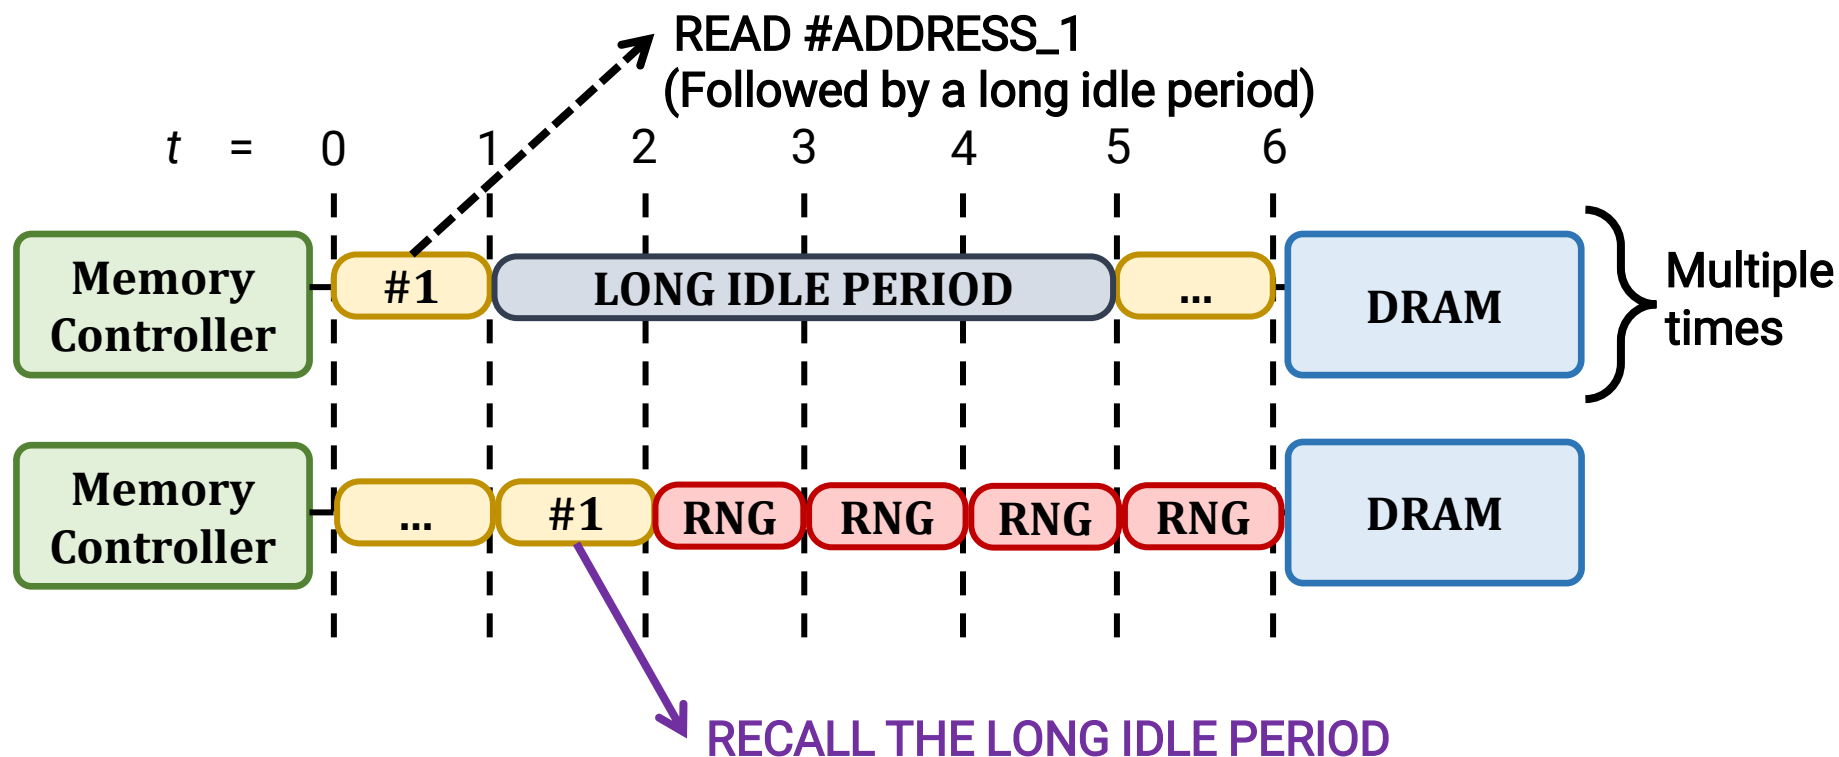 READ #ADDRESS_1
(Followed by a long idle period)
t = 0 1 2 3 4 5 6
Memory
Controller
#1
LONG IDLE PERIOD
...
DRAM
Multiple
times
Memory
Controller
...
#1
RNG
RNG
RNG
RNG
DRAM
RECALL THE LONG IDLE PERIOD